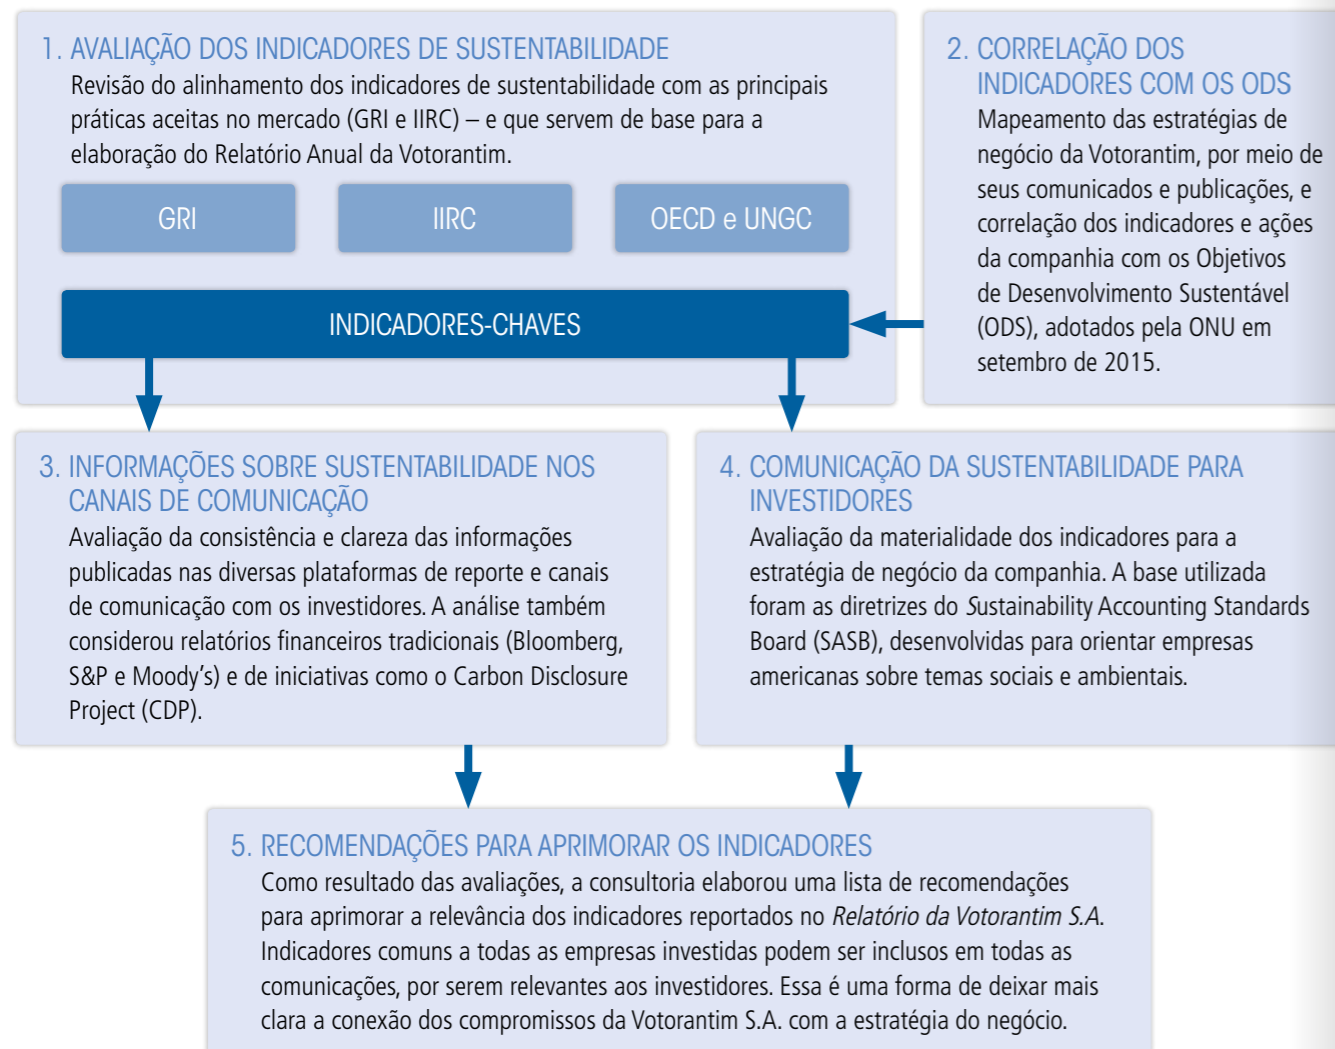 1. AVALIAÇÃO DOS INDICADORES DE SUSTENTABILIDADE
Revisão do alinhamento dos indicadores de sustentabilidade com as principais
práticas aceitas no mercado (GRI e IIRC) – e que servem de base para a
elaboração do Relatório Anual da Votorantim.
GRI
IIRC
OECD e UNGC
INDICADORES-CHAVES
2. CORRELAÇÃO DOS
INDICADORES COM OS ODS
Mapeamento das estratégias de
negócio da Votorantim, por meio de
seus comunicados e publicações, e
correlação dos indicadores e ações
da companhia com os Objetivos
de Desenvolvimento Sustentável
(ODS), adotados pela ONU em
setembro de 2015.
3. INFORMAÇÕES SOBRE SUSTENTABILIDADE NOS
CANAIS DE COMUNICAÇÃO
Avaliação da consistência e clareza das informações
publicadas nas diversas plataformas de reporte e canais
de comunicação com os investidores. A análise também
considerou relatórios financeiros tradicionais (Bloomberg,
S&P e Moody's) e de iniciativas como o Carbon Disclosure
Project (CDP).
4. COMUNICAÇÃO DA SUSTENTABILIDADE PARA
INVESTIDORES
Avaliação da materialidade dos indicadores para a
estratégia de negócio da companhia. A base utilizada
foram as diretrizes do Sustainability Accounting Standards
Board (SASB), desenvolvidas para orientar empresas
americanas sobre temas sociais e ambientais.
5. RECOMENDAÇÕES PARA APRIMORAR OS INDICADORES
Como resultado das avaliações, a consultoria elaborou uma lista de recomendações
para aprimorar a relevância dos indicadores reportados no Relatório da Votorantim S.A.
Indicadores comuns a todas as empresas investidas podem ser inclusos em todas as
comunicações, por serem relevantes aos investidores. Essa é uma forma de deixar mais
clara a conexão dos compromissos da Votorantim S.A. com a estratégia do negócio.